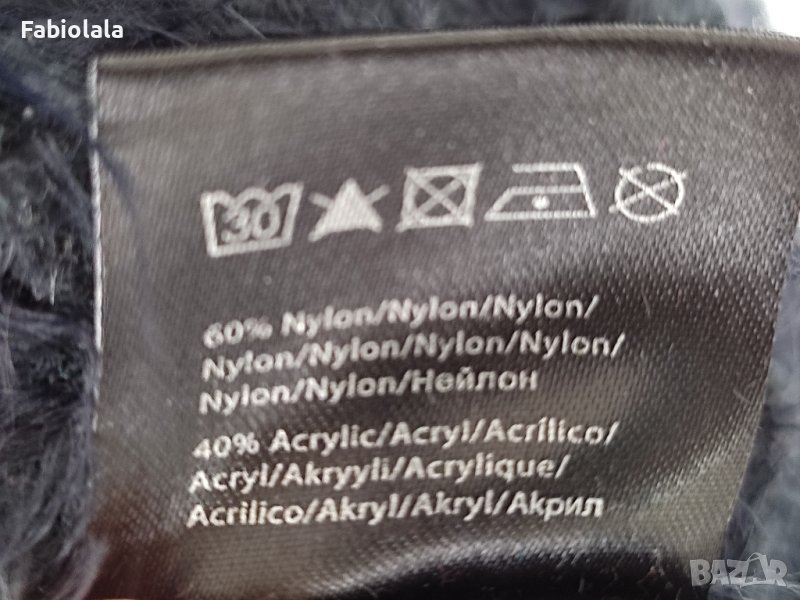 Fabiolala
30
60% Nylon/Nylon/Nylon/
Nylon/Nylon/Nylon/Nylon/
Nylon/Nylon/Нейлон
40% Acrylic/Acryl/Acrílico/
Acryl/Akryyli/Acrylique/
Acrilico/Akryl/Akryl/Акрил
BAZAR